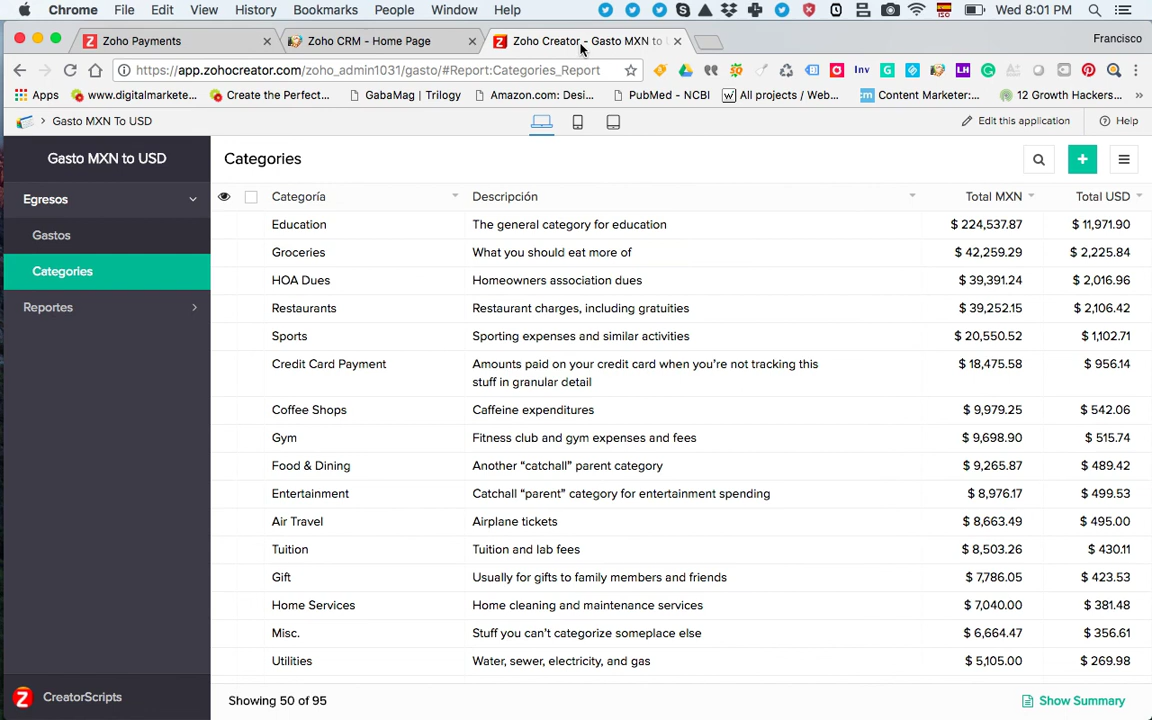 Chrome File Edit View History Bookmarks People Window Help Wed 8:01 PM
Zoho Payments Zoho CRM - Home Page Zoho Creator - Gasto MXN to Francisco
https://app.zohocreator.com/zoho_admin1031/gasto/#Report:Categories_Report Inv LH
Apps www.digitalmarkete... Create the Perfect... GabaMag | Trilogy Amazon.com: Desi... PubMed - NCBI All projects / Web... Content Marketer:... 12 Growth Hackers... »
Gasto MXN To USD Edit this application Help
Gasto MXN to USD
Egresos
Gastos
Categories
Reportes
CreatorScripts
Categories
Categoría Descripción Total MXN Total USD
Education The general category for education $ 224,537.87 $ 11,971.90
Groceries What you should eat more of $ 42,259.29 $ 2,225.84
HOA Dues Homeowners association dues $ 39,391.24 $ 2,016.96
Restaurants Restaurant charges, including gratuities $ 39,252.15 $ 2,106.42
Sports Sporting expenses and similar activities $ 20,550.52 $ 1,102.71
Credit Card Payment Amounts paid on your credit card when you’re not tracking this $ 18,475.58 $ 956.14
stuff in granular detail
Coffee Shops Caffeine expenditures $ 9,979.25 $ 542.06
Gym Fitness club and gym expenses and fees $ 9,698.90 $ 515.74
Food & Dining Another “catchall” parent category $ 9,265.87 $ 489.42
Entertainment Catchall “parent” category for entertainment spending $ 8,976.17 $ 499.53
Air Travel Airplane tickets $ 8,663.49 $ 495.00
Tuition Tuition and lab fees $ 8,503.26 $ 430.11
Gift Usually for gifts to family members and friends $ 7,786.05 $ 423.53
Home Services Home cleaning and maintenance services $ 7,040.00 $ 381.48
Misc. Stuff you can’t categorize someplace else $ 6,664.47 $ 356.61
Utilities Water, sewer, electricity, and gas $ 5,105.00 $ 269.98
Showing 50 of 95 Show Summary